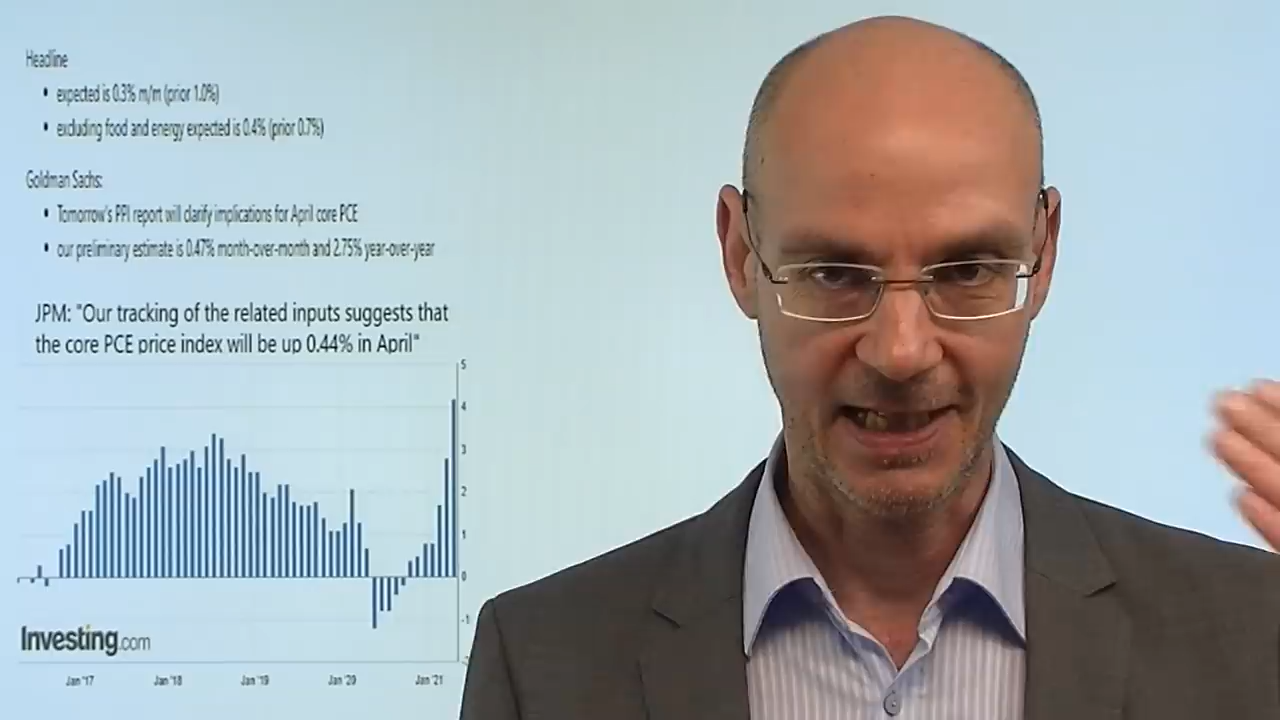 Headline
• expected is 0.3% m/m (prior 1.0%)
• excluding food and energy expected is 0.4% (prior 0.7%)
Goldman Sachs:
• Tomorrow's PPI report will clarify implications for April core PCE
• our preliminary estimate is 0.47% month-over-month and 2.75% year-over-year
JPM: "Our tracking of the related inputs suggests that
the core PCE price index will be up 0.44% in April"
5
4
3
2
1
0
-1
Investing.com
Jan '17 Jan '18 Jan '19 Jan '20 Jan '21